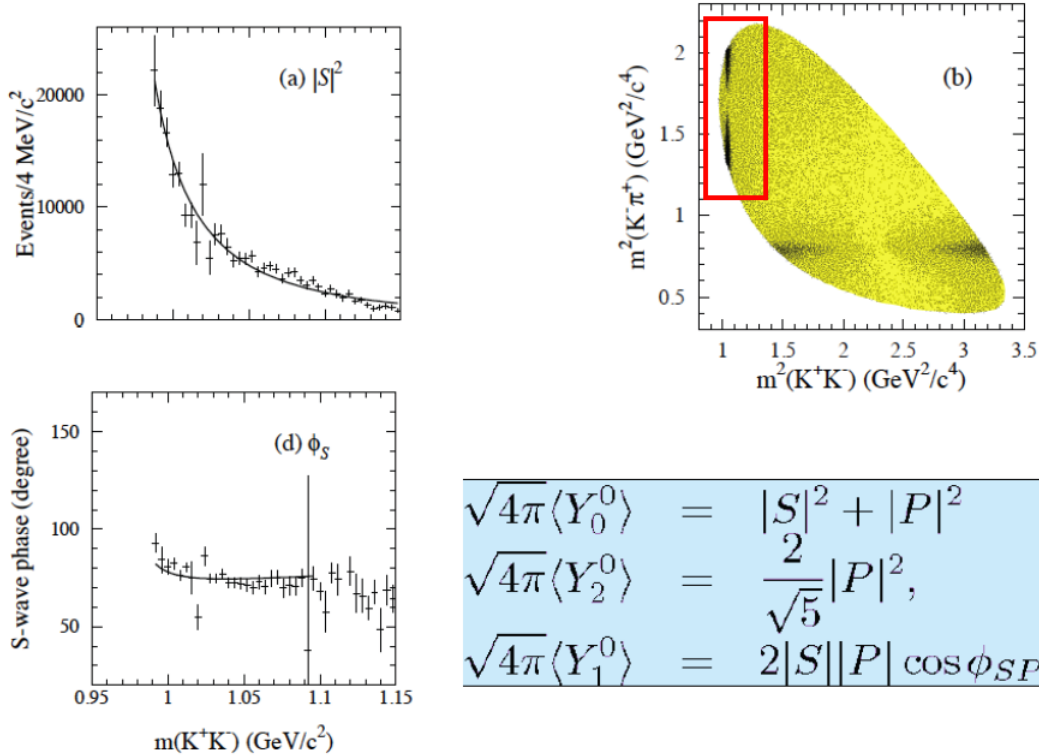 (a) |S|²
Events/4 MeV/c²
20000
10000
0
(b)
m²(K⁻π⁺) (GeV²/c⁴)
2
1.5
1
0.5
1 1.5 2 2.5 3 3.5
m²(K⁺K⁻) (GeV²/c⁴)
(d) ϕ_S
S-wave phase (degree)
150
100
50
0.95 1 1.05 1.10 1.15
m(K⁺K⁻) (GeV/c²)
√4π⟨Y₀⁰⟩ = |S|² + |P|²
√4π⟨Y₂⁰⟩ = 2/√5 |P|²,
√4π⟨Y₁⁰⟩ = 2|S||P| cos ϕ_SP